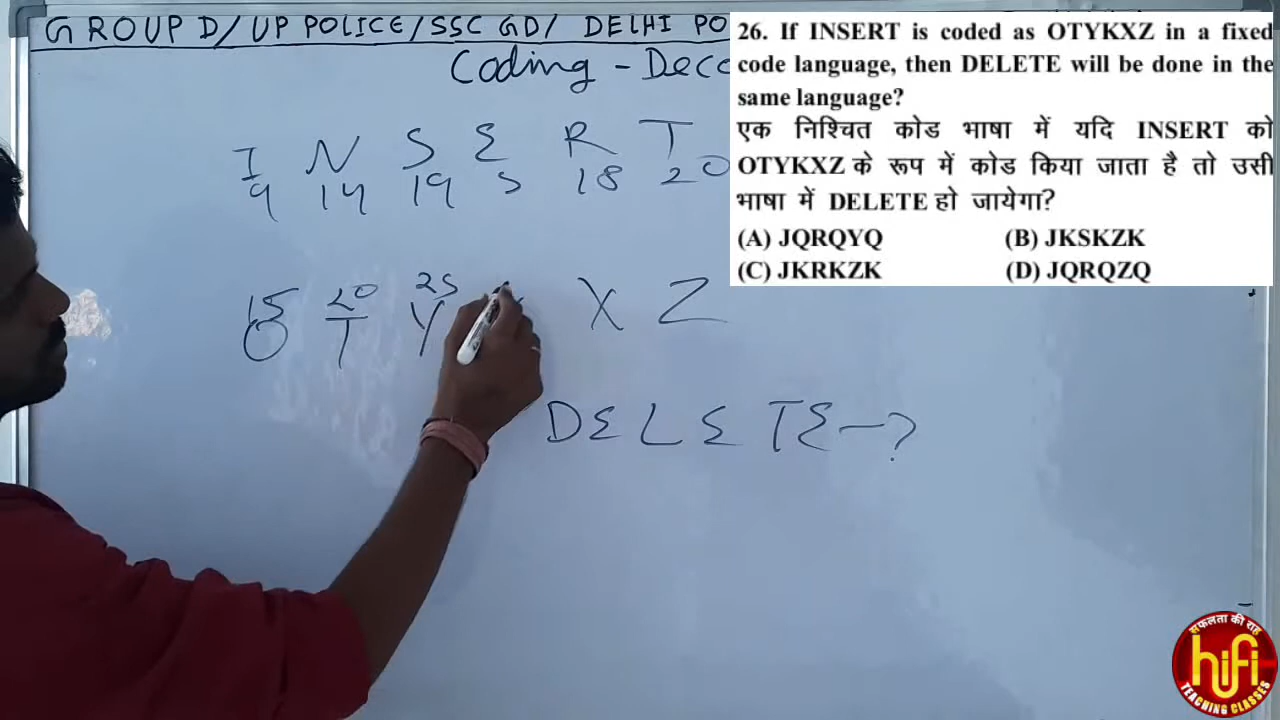 GROUP D/ UP POLICE/SSC GD/ DELHI PO
Coding - Deco
26. If INSERT is coded as OTYKXZ in a fixed
code language, then DELETE will be done in the
same language?
एक निश्चित कोड भाषा में यदि INSERT को
OTYKXZ के रूप में कोड किया जाता है तो उसी
भाषा में DELETE हो जायेगा?
(A) JQRQYQ (B) JKSKZK
(C) JKRKZK (D) JQRQZQ
I N S E R T
9 14 19 5 18 20
15 20 25
O T Y X Z
DELETE-?
सफलता की राह
hifi
TEACHING CLASSES